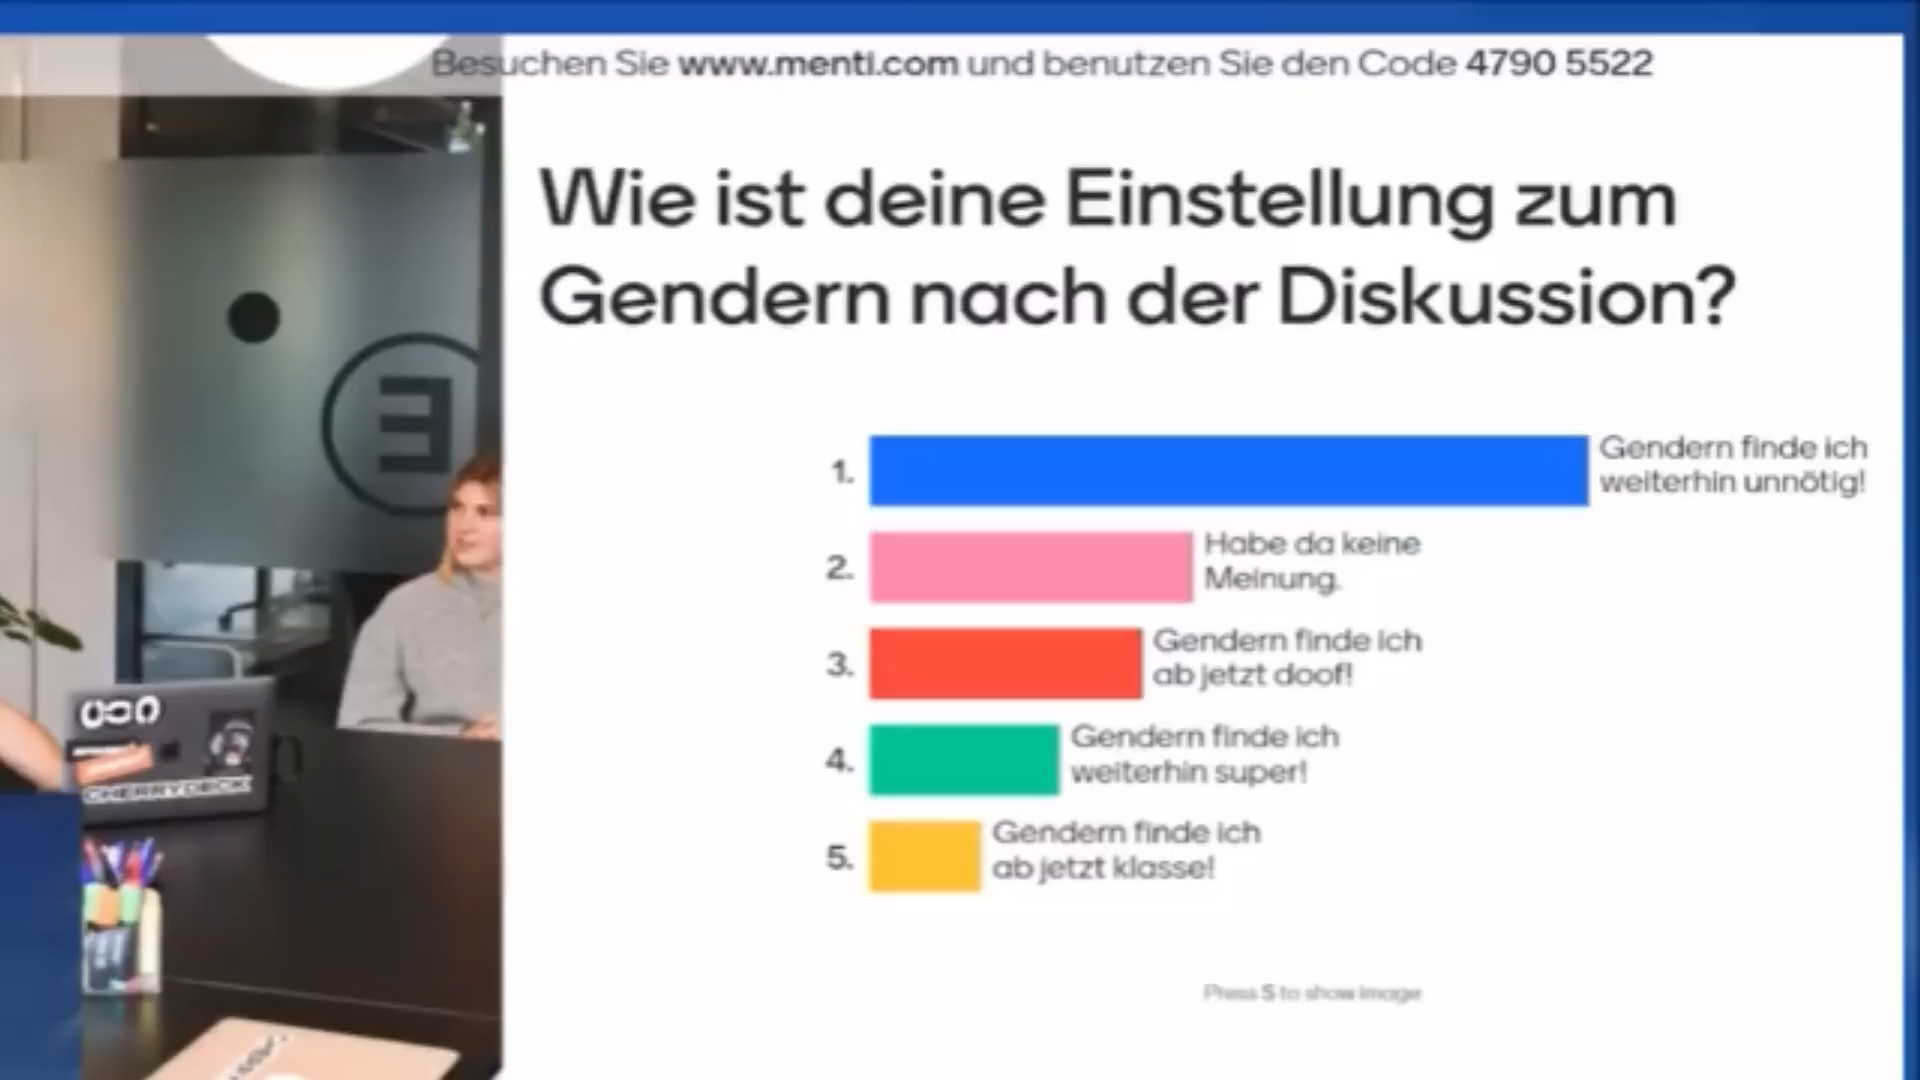 Besuchen Sie www.menti.com und benutzen Sie den Code 4790 5522
Wie ist deine Einstellung zum
Gendern nach der Diskussion?
1.
Gendern finde ich
weiterhin unnötig!
2.
Habe da keine
Meinung.
3.
Gendern finde ich
ab jetzt doof!
4.
Gendern finde ich
weiterhin super!
5.
Gendern finde ich
ab jetzt klasse!
Press S to show image
CHERRYDECK